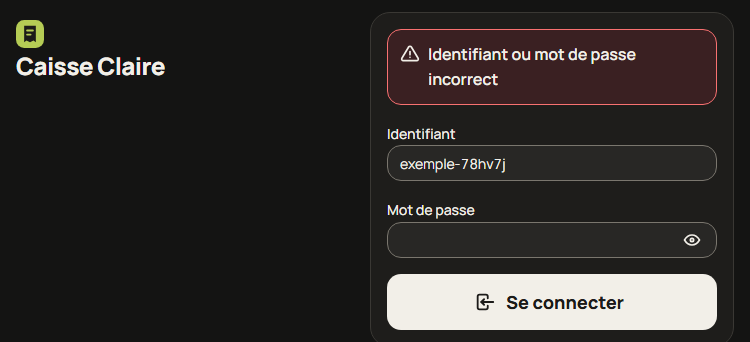 Caisse Claire
Identifiant ou mot de passe
incorrect
Identifiant
exemple-78hv7j
Mot de passe
Se connecter